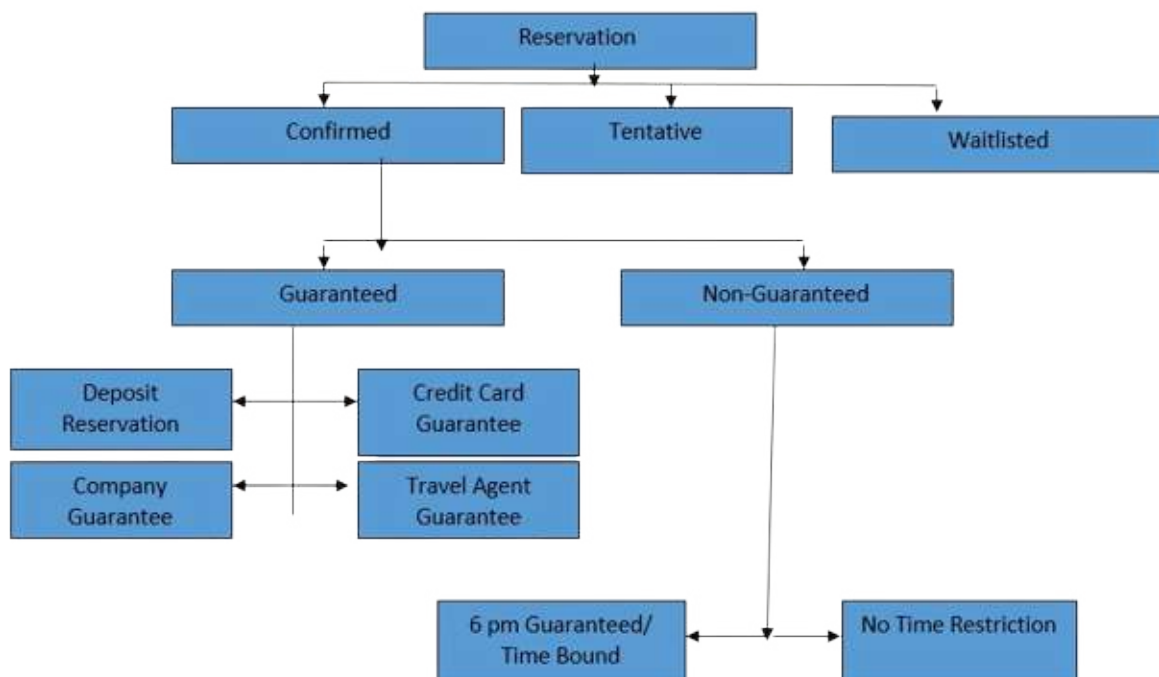 Reservation
Confirmed
Tentative
Waitlisted
Guaranteed
Non-Guaranteed
Deposit
Reservation
Credit Card
Guarantee
Company
Guarantee
Travel Agent
Guarantee
6 pm Guaranteed/
Time Bound
No Time Restriction